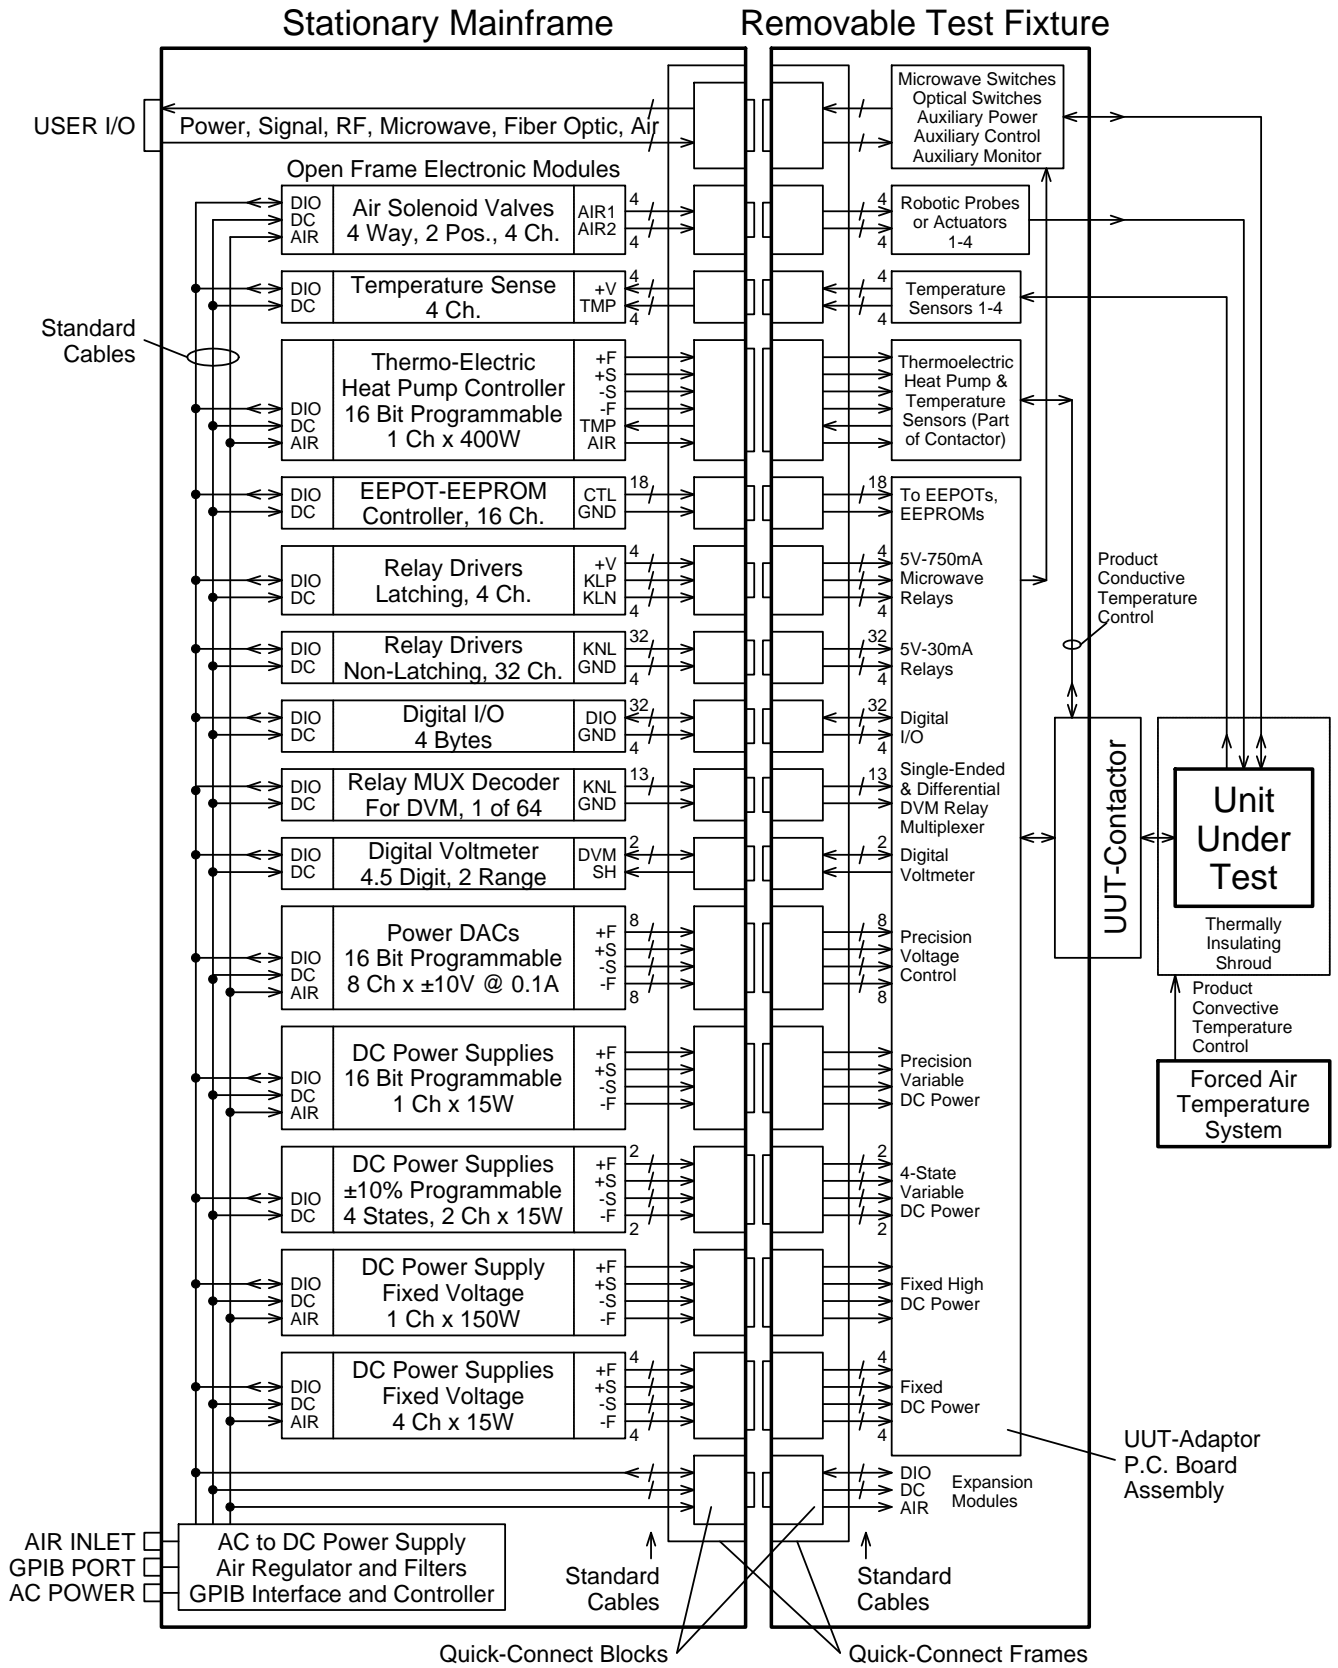 Stationary Mainframe
Removable Test Fixture
USER I/O
Power, Signal, RF, Microwave, Fiber Optic, Air
Microwave Switches
Optical Switches
Auxiliary Power
Auxiliary Control
Auxiliary Monitor
Open Frame Electronic Modules
DIO
DC
AIR
Air Solenoid Valves
4 Way, 2 Pos., 4 Ch.
AIR1
AIR2
4
4
4
4
Robotic Probes
or Actuators
1-4
DIO
DC
Temperature Sense
4 Ch.
+V
TMP
4
4
4
4
Temperature
Sensors 1-4
Standard
Cables
DIO
DC
AIR
Thermo-Electric
Heat Pump Controller
16 Bit Programmable
1 Ch x 400W
+F
+S
-S
-F
TMP
AIR
Thermoelectric
Heat Pump &
Temperature
Sensors (Part
of Contactor)
DIO
DC
EEPOT-EEPROM
Controller, 16 Ch.
CTL
GND
18
18
To EEPOTs,
EEPROMs
DIO
DC
Relay Drivers
Latching, 4 Ch.
+V
KLP
KLN
4
4
4
4
5V-750mA
Microwave
Relays
Product
Conductive
Temperature
Control
DIO
DC
Relay Drivers
Non-Latching, 32 Ch.
KNL
GND
32
4
32
4
5V-30mA
Relays
DIO
DC
Digital I/O
4 Bytes
DIO
GND
32
4
32
4
Digital
I/O
DIO
DC
Relay MUX Decoder
For DVM, 1 of 64
KNL
GND
13
13
Single-Ended
& Differential
DVM Relay
Multiplexer
DIO
DC
Digital Voltmeter
4.5 Digit, 2 Range
DVM
SH
2
2
Digital
Voltmeter
UUT-Contactor
Unit
Under
Test
Thermally
Insulating
Shroud
DIO
DC
AIR
Power DACs
16 Bit Programmable
8 Ch x ±10V @ 0.1A
+F
+S
-S
-F
8
8
8
8
Precision
Voltage
Control
Product
Convective
Temperature
Control
Forced Air
Temperature
System
DIO
DC
AIR
DC Power Supplies
16 Bit Programmable
1 Ch x 15W
+F
+S
-S
-F
Precision
Variable
DC Power
DIO
DC
DC Power Supplies
±10% Programmable
4 States, 2 Ch x 15W
+F
+S
-S
-F
2
2
2
2
4-State
Variable
DC Power
DIO
DC
AIR
DC Power Supply
Fixed Voltage
1 Ch x 150W
+F
+S
-S
-F
Fixed High
DC Power
DIO
DC
AIR
DC Power Supplies
Fixed Voltage
4 Ch x 15W
+F
+S
-S
-F
4
4
4
4
Fixed
DC Power
UUT-Adaptor
P.C. Board
Assembly
DIO
DC
AIR
Expansion
Modules
AIR INLET
GPIB PORT
AC POWER
AC to DC Power Supply
Air Regulator and Filters
GPIB Interface and Controller
Standard
Cables
Standard
Cables
Quick-Connect Blocks
Quick-Connect Frames